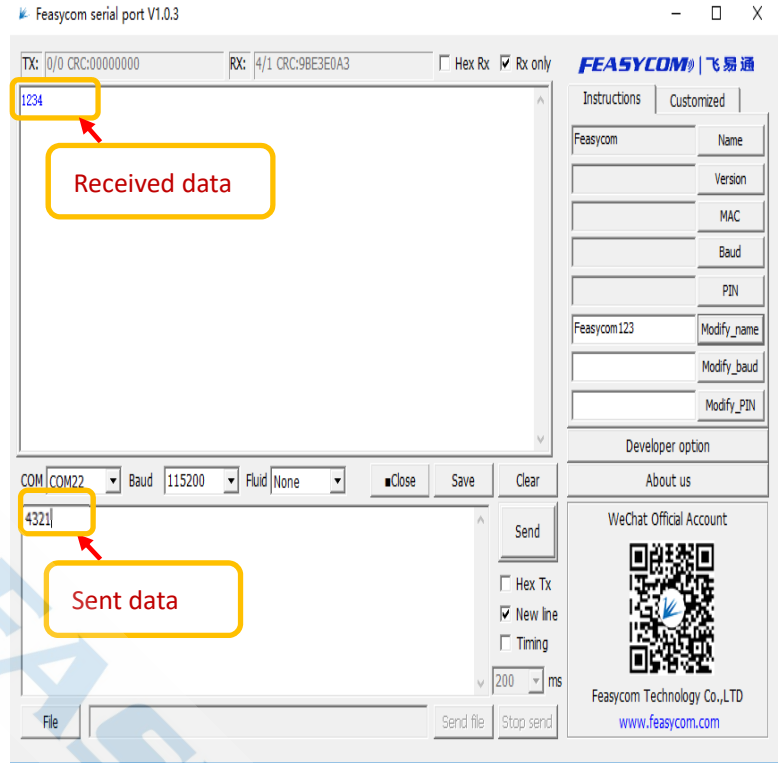 Feasycom serial port V1.0.3
TX: 0/0 CRC:00000000 RX: 4/1 CRC:9BE3E0A3 Hex Rx Rx only
FEASYCOM 飞易通
1234
Received data
Instructions Customized
Feasycom Name
Version
MAC
Baud
PIN
Feasycom123 Modify_name
Modify_baud
Modify_PIN
Developer option
About us
COM COM22 Baud 115200 Fluid None ■Close Save Clear
4321
Sent data
Send
Hex Tx
New line
Timing
200 ms
File Send file Stop send
WeChat Official Account
Feasycom Technology Co.,LTD
www.feasycom.com